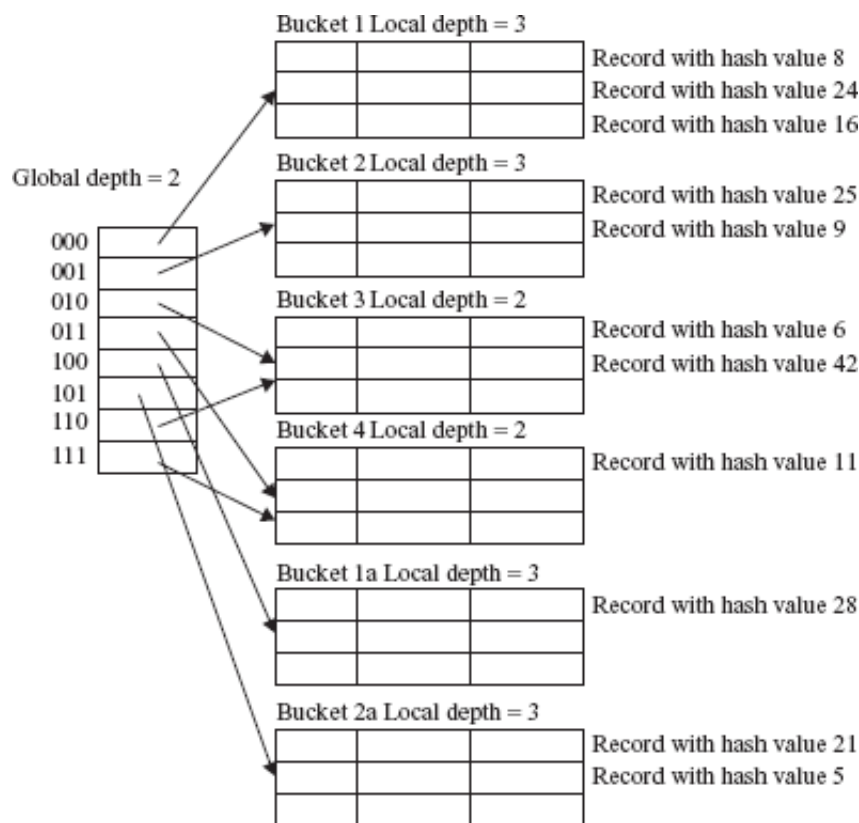 Bucket 1 Local depth = 3
Record with hash value 8
Record with hash value 24
Record with hash value 16
Global depth = 2
Bucket 2 Local depth = 3
Record with hash value 25
Record with hash value 9
000
001
010
011
100
101
110
111
Bucket 3 Local depth = 2
Record with hash value 6
Record with hash value 42
Bucket 4 Local depth = 2
Record with hash value 11
Bucket 1a Local depth = 3
Record with hash value 28
Bucket 2a Local depth = 3
Record with hash value 21
Record with hash value 5